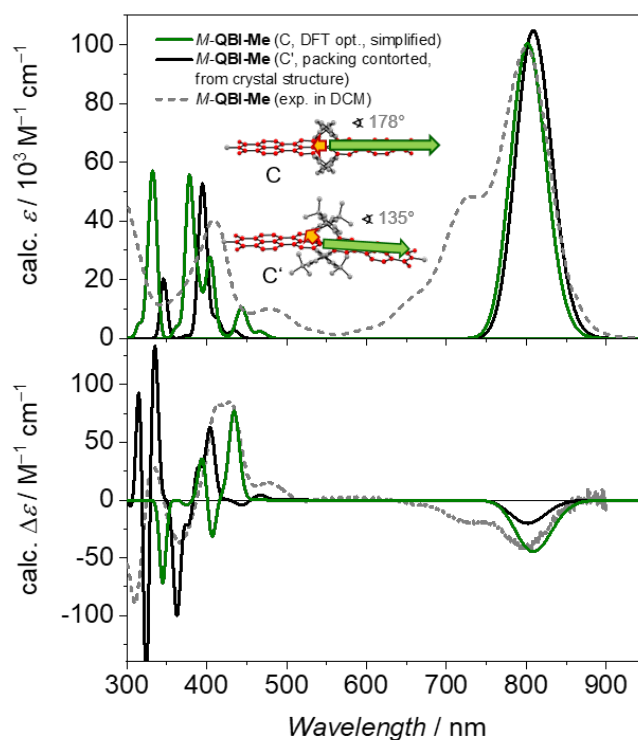 M-QBI-Me (C, DFT opt., simplified)
M-QBI-Me (C', packing contorted,
from crystal structure)
M-QBI-Me (exp. in DCM)
∢ 178°
C
∢ 135°
C'
calc. ε / 10³ M⁻¹ cm⁻¹
100
80
60
40
20
0
calc. Δε / M⁻¹ cm⁻¹
100
50
0
-50
-100
300 400 500 600 700 800 900
Wavelength / nm